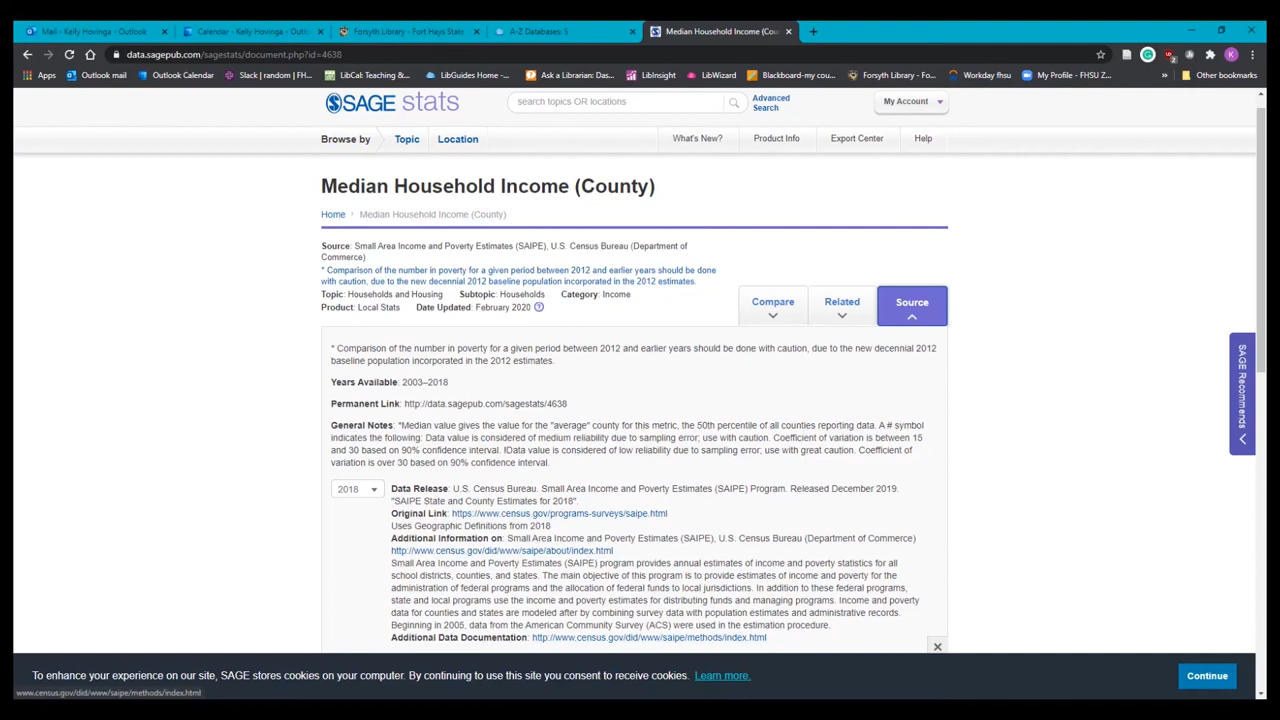 Mail - Kelly Hovinga - Outlook
Calendar - Kelly Hovinga - Outlo
Forsyth Library - Fort Hays Stat
A-Z Databases: S
Median Household Income (Cou
data.sagepub.com/sagestats/document.php?id=4638
Apps
Outlook mail
Outlook Calendar
Slack | random | FH...
LibCal Teaching &...
LibGuides Home -...
Ask a Librarian: Das...
LibInsight
LibWizard
Blackboard-my cou...
Forsyth Library - Fo...
Workday fhsu
My Profile - FHSU Z...
Other bookmarks
SAGE stats
search topics OR locations
Advanced
Search
My Account
Browse by
Topic
Location
What's New?
Product Info
Export Center
Help
Median Household Income (County)
Home › Median Household Income (County)
Source: Small Area Income and Poverty Estimates (SAIPE), U.S. Census Bureau (Department of
Commerce)
* Comparison of the number in poverty for a given period between 2012 and earlier years should be done
with caution, due to the new decennial 2012 baseline population incorporated in the 2012 estimates.
Topic: Households and Housing Subtopic: Households Category: Income
Product: Local Stats Date Updated: February 2020 ?
Compare
Related
Source
* Comparison of the number in poverty for a given period between 2012 and earlier years should be done with caution, due to the new decennial 2012
baseline population incorporated in the 2012 estimates.
Years Available: 2003–2018
Permanent Link: http://data.sagepub.com/sagestats/4638
General Notes: "Median value gives the value for the "average" county for this metric, the 50th percentile of all counties reporting data. A # symbol
indicates the following: Data value is considered of medium reliability due to sampling error; use with caution. Coefficient of variation is between 15
and 30 based on 90% confidence interval. !Data value is considered of low reliability due to sampling error; use with great caution. Coefficient of
variation is over 30 based on 90% confidence interval.
2018
Data Release: U.S. Census Bureau. Small Area Income and Poverty Estimates (SAIPE) Program. Released December 2019.
"SAIPE State and County Estimates for 2018".
Original Link: https://www.census.gov/programs-surveys/saipe.html
Uses Geographic Definitions from 2018
Additional Information on: Small Area Income and Poverty Estimates (SAIPE), U.S. Census Bureau (Department of Commerce)
http://www.census.gov/did/www/saipe/about/index.html
Small Area Income and Poverty Estimates (SAIPE) program provides annual estimates of income and poverty statistics for all
school districts, counties, and states. The main objective of this program is to provide estimates of income and poverty for the
administration of federal programs and the allocation of federal funds to local jurisdictions. In addition to these federal programs,
state and local programs use the income and poverty estimates for distributing funds and managing programs. Income and poverty
data for counties and states are modeled after by combining survey data with population estimates and administrative records.
Beginning in 2005, data from the American Community Survey (ACS) were used in the estimation procedure.
Additional Data Documentation: http://www.census.gov/did/www/saipe/methods/index.html
SAGE Recommends
To enhance your experience on our site, SAGE stores cookies on your computer. By continuing to use this site you consent to receive cookies. Learn more.
Continue
www.census.gov/did/www/saipe/methods/index.html